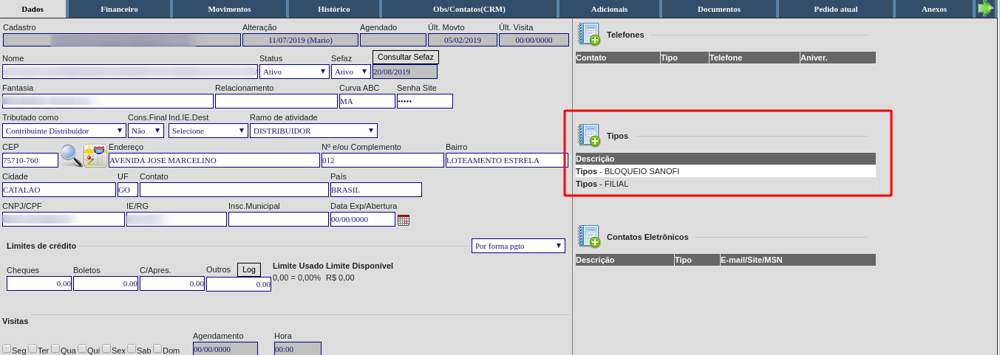 Dados Financeiro Movimentos Histórico Obs/Contatos(CRM) Adicionais Documentos Pedido atual Anexos
Cadastro Alteração Agendado Últ. Movto Últ. Visita
11/07/2019 (Mario) 05/02/2019 00/00/0000
Nome Status Sefaz Consultar Sefaz
Ativo Ativo 20/08/2019
Fantasia Relacionamento Curva ABC Senha Site
MA •••••
Tributado como Cons.Final Ind.IE.Dest Ramo de atividade
Contribuinte Distribuidor Não Selecione DISTRIBUIDOR
CEP Endereço Nº e/ou Complemento Bairro
75710-760 AVENIDA JOSE MARCELINO 012 LOTEAMENTO ESTRELA
Cidade UF Contato País
CATALAO GO BRASIL
CNPJ/CPF IE/RG Insc.Municipal Data Exp/Abertura
00/00/0000
Limites de crédito Por forma pgto
Cheques Boletos C/Apres. Outros Log Limite Usado Limite Disponível
0.00 0.00 0.00 0.00 0,00 = 0,00% R$ 0,00
Visitas
Agendamento Hora
Seg Ter Qua Qui Sex Sab Dom 00/00/0000 00:00
Telefones
Contato Tipo Telefone Aniver.
Tipos
Descrição
Tipos - BLOQUEIO SANOFI
Tipos - FILIAL
Contatos Eletrônicos
Descrição Tipo E-mail/Site/MSN